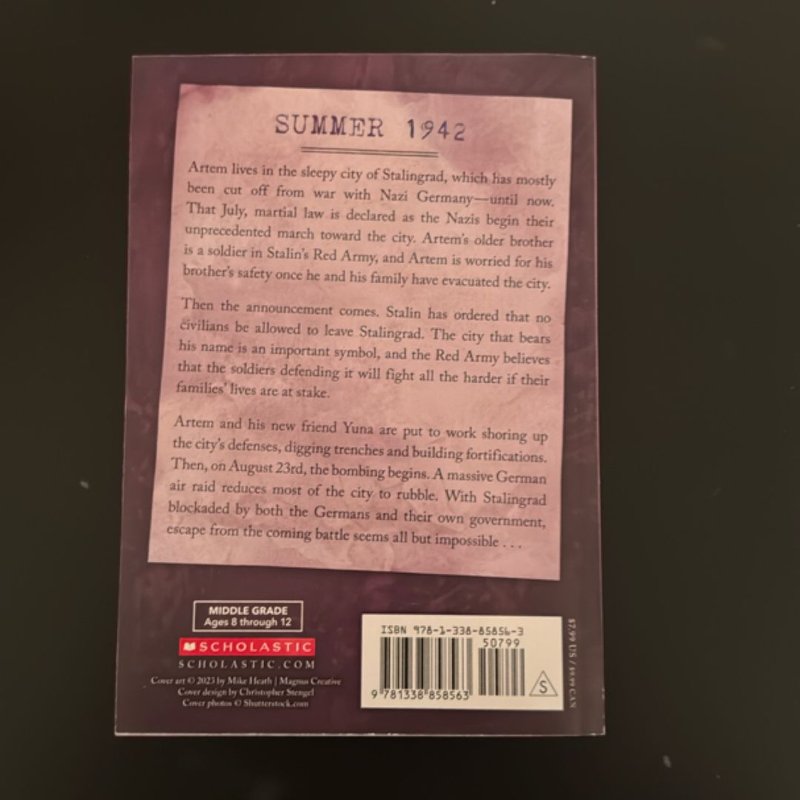 SUMMER 1942
Artem lives in the sleepy city of Stalingrad, which has mostly
been cut off from war with Nazi Germany—until now.
That July, martial law is declared as the Nazis begin their
unprecedented march toward the city. Artem's older brother
is a soldier in Stalin's Red Army, and Artem is worried for his
brother's safety once he and his family have evacuated the city.
Then the announcement comes. Stalin has ordered that no
civilians be allowed to leave Stalingrad. The city that bears
his name is an important symbol, and the Red Army believes
that the soldiers defending it will fight all the harder if their
families' lives are at stake.
Artem and his new friend Yuna are put to work shoring up
the city's defenses, digging trenches and building fortifications.
Then, on August 23rd, the bombing begins. A massive German
air raid reduces most of the city to rubble. With Stalingrad
blockaded by both the Germans and their own government,
escape from the coming battle seems all but impossible . . .
MIDDLE GRADE
Ages 8 through 12
SCHOLASTIC
SCHOLASTIC.COM
Cover art © 2023 by Mike Heath | Magnus Creative
Cover design by Christopher Stengel
Cover photos © Shutterstock.com
ISBN 978-1-338-85856-3
50799
9 781338 858563
S
$7.99 US / $9.99 CAN